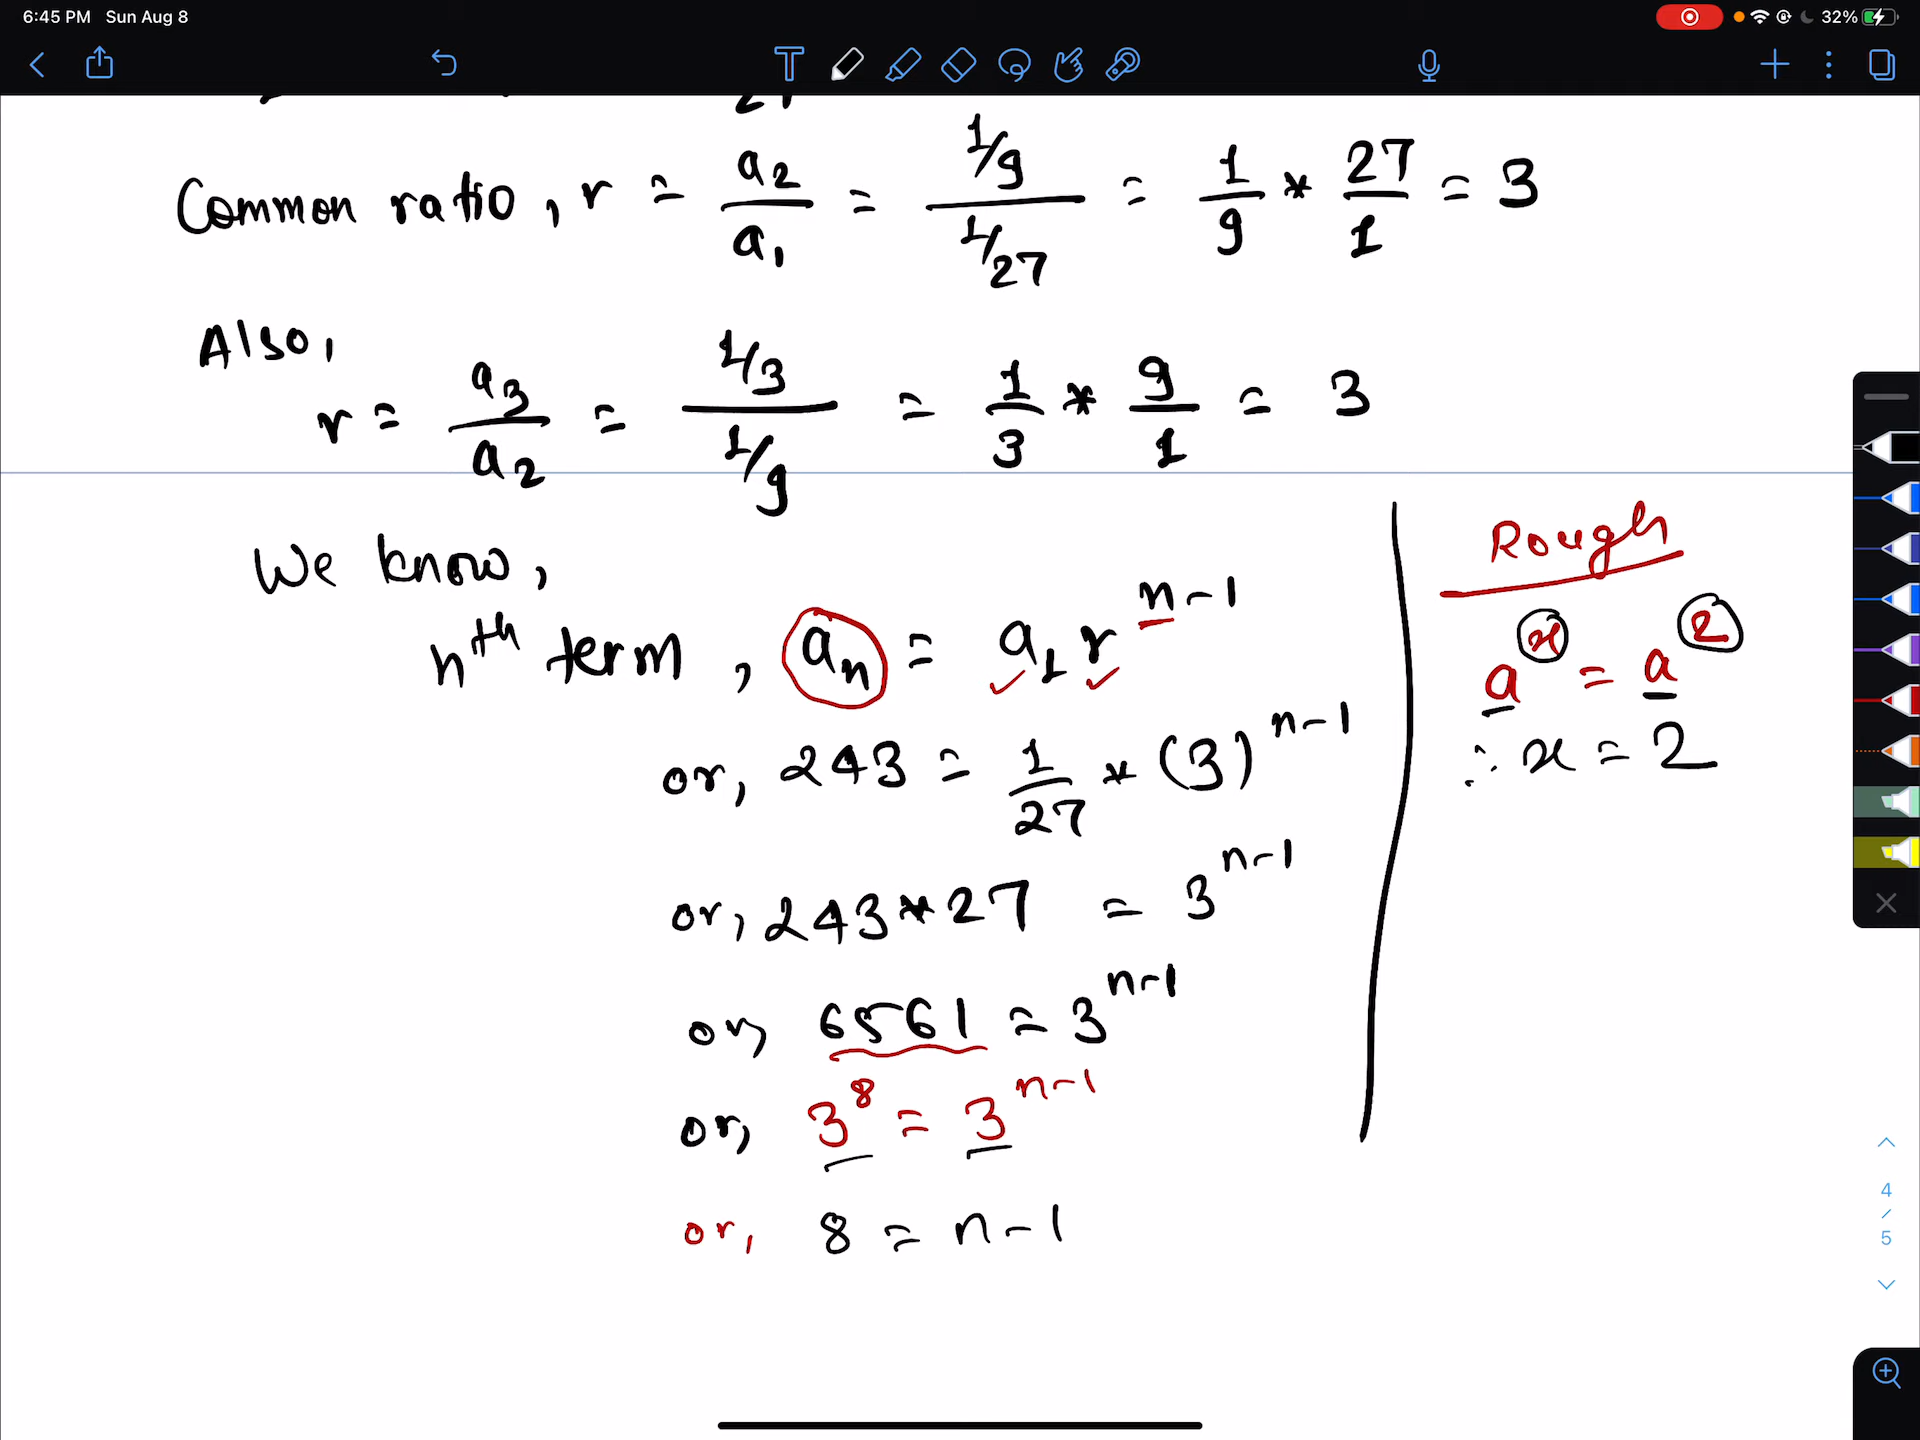 6:45 PM Sun Aug 8 32%
Common ratio, r = a₂/a₁ = (1/9)/(1/27) = 1/9 * 27/1 = 3
Also,
r = a₃/a₂ = (1/3)/(1/9) = 1/3 * 9/1 = 3
We know,
nth term, aₙ = a₁ r^(n-1)
or, 243 = 1/27 * (3)^(n-1)
or, 243*27 = 3^(n-1)
or, 6561 = 3^(n-1)
or, 3^8 = 3^(n-1)
or, 8 = n-1
Rough
a^x = a^2
∴ x = 2
4
/
5